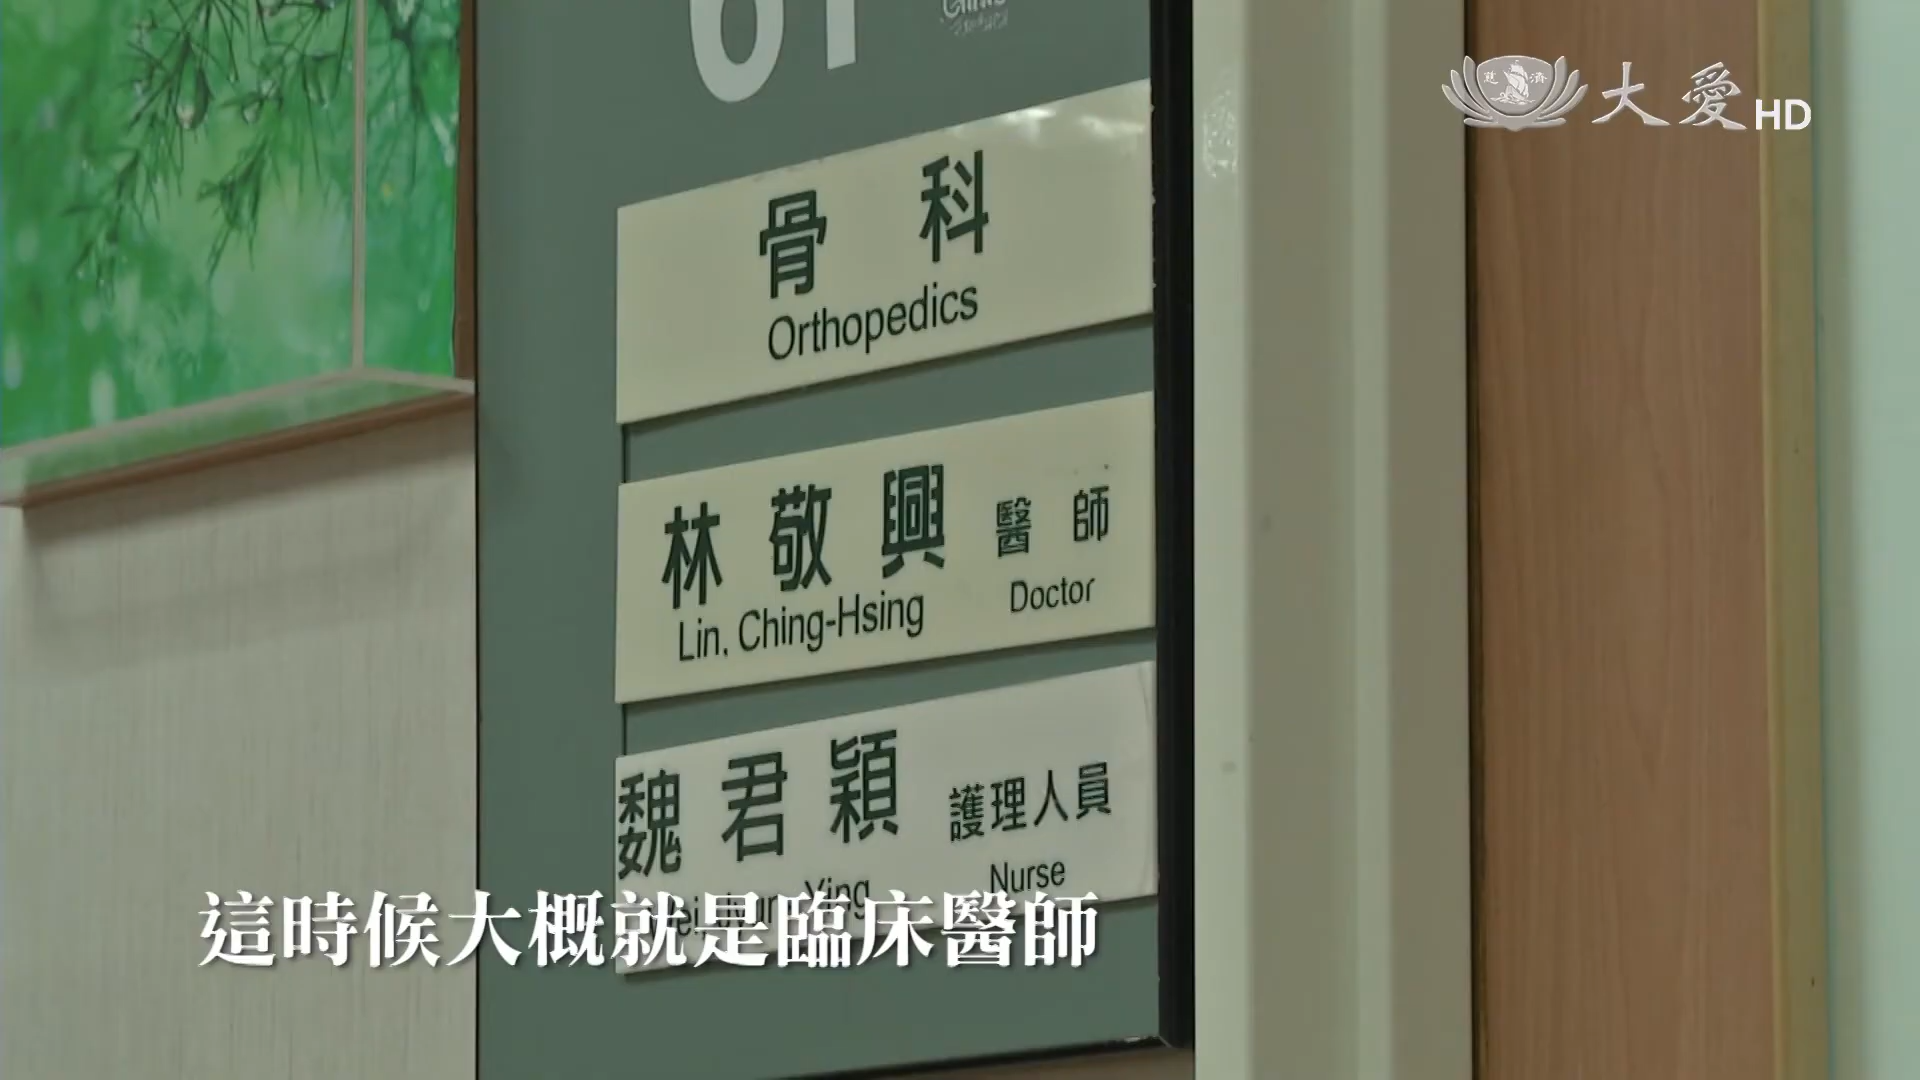 大愛HD
骨科
Orthopedics
林敬興 醫師
Lin, Ching-Hsing Doctor
魏君穎 護理人員
Nurse
這時候大概就是臨床醫師